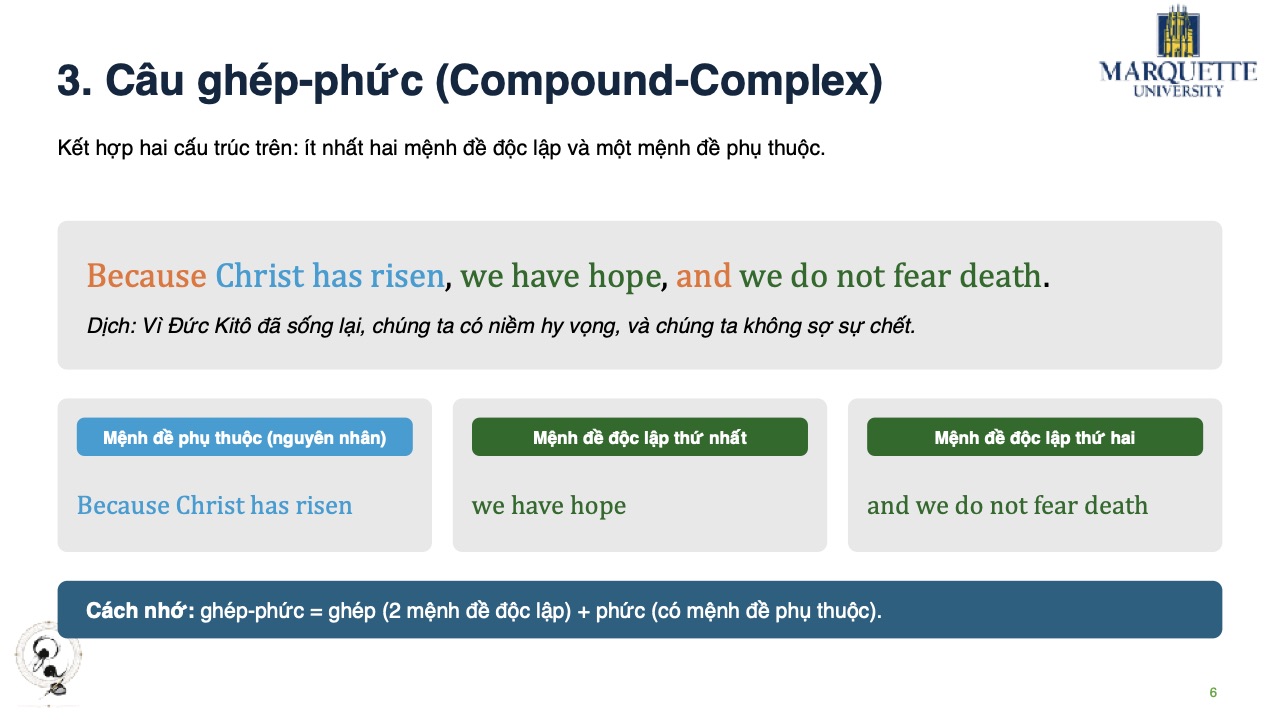 MARQUETTE
UNIVERSITY
3. Câu ghép-phức (Compound-Complex)
Kết hợp hai cấu trúc trên: ít nhất hai mệnh đề độc lập và một mệnh đề phụ thuộc.
Because Christ has risen, we have hope, and we do not fear death.
Dịch: Vì Đức Kitô đã sống lại, chúng ta có niềm hy vọng, và chúng ta không sợ sự chết.
Mệnh đề phụ thuộc (nguyên nhân)
Because Christ has risen
Mệnh đề độc lập thứ nhất
we have hope
Mệnh đề độc lập thứ hai
and we do not fear death
Cách nhớ: ghép-phức = ghép (2 mệnh đề độc lập) + phức (có mệnh đề phụ thuộc).
6